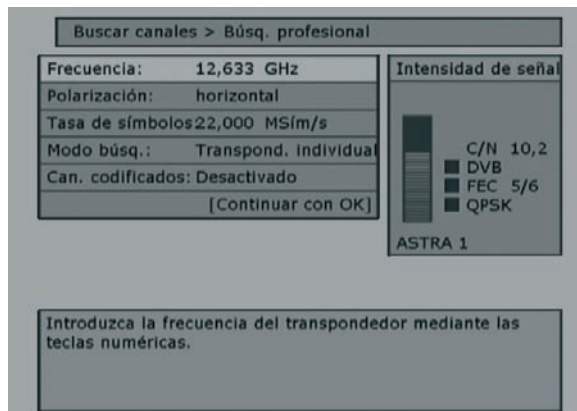 Buscar canales > Búsq. profesional
Frecuencia: 12,633 GHz
Polarización: horizontal
Tasa de símbolos22,000 MSím/s
Modo búsq.: Transpond. individual
Can. codificados: Desactivado
[Continuar con OK]
Intensidad de señal
C/N 10,2
DVB
FEC 5/6
QPSK
ASTRA 1
Introduzca la frecuencia del transpondedor mediante las
teclas numéricas.